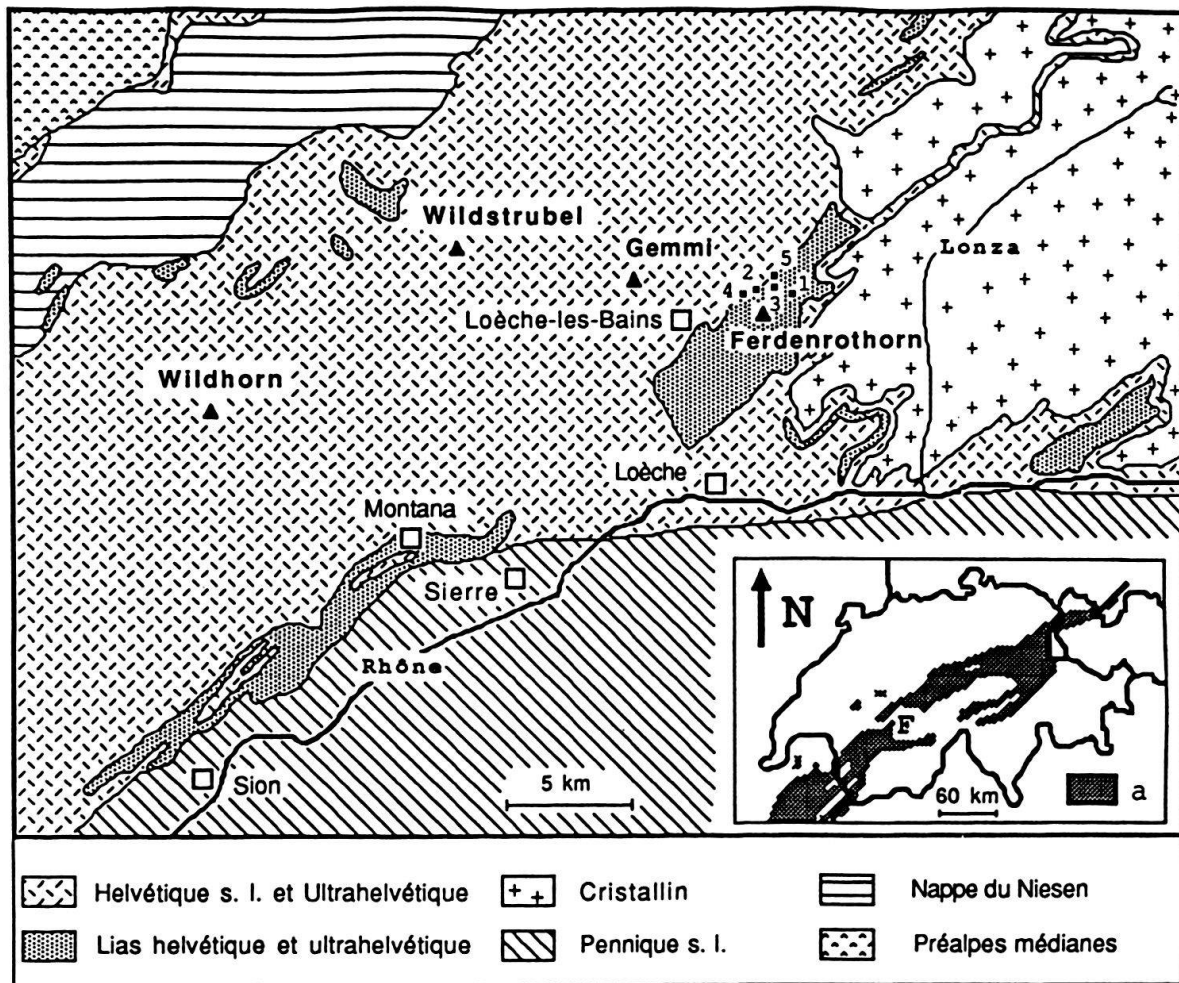 Wildstrubel
Gemmi
Lonza
5
2
4
1
3
Loèche-les-Bains
Ferdenrothorn
Wildhorn
Loèche
Montana
Sierre
Rhône
Sion
5 km
N
F
60 km
a
Helvétique s. l. et Ultrahelvétique
Cristallin
Nappe du Niesen
Lias helvétique et ultrahelvétique
Pennique s. l.
Préalpes médianes